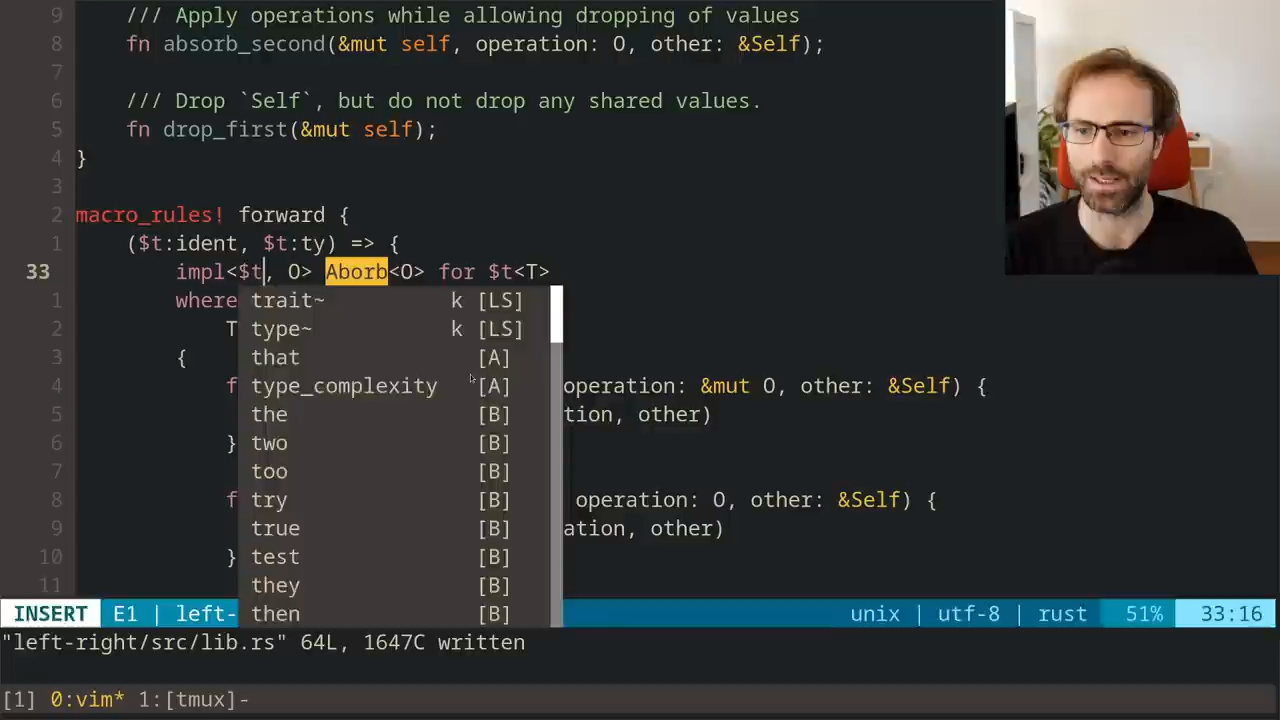 9 /// Apply operations while allowing dropping of values
8 fn absorb_second(&mut self, operation: O, other: &Self);
7
6 /// Drop `Self`, but do not drop any shared values.
5 fn drop_first(&mut self);
4 }
3
2 macro_rules! forward {
1 ($t:ident, $t:ty) => {
33 impl<$t, O> Aborb<O> for $t<T>
1 where trait~ k [LS]
2 T type~ k [LS]
3 { that [A]
4 f type_complexity [A] operation: &mut O, other: &Self) {
5 the [B] tion, other)
6 } two [B]
7 too [B]
8 f try [B] operation: O, other: &Self) {
9 true [B] ation, other)
10 } test [B]
11 they [B]
INSERT E1 | left- then [B] unix | utf-8 | rust 51% 33:16
"left-right/src/lib.rs" 64L, 1647C written
[1] 0:vim* 1:[tmux]-